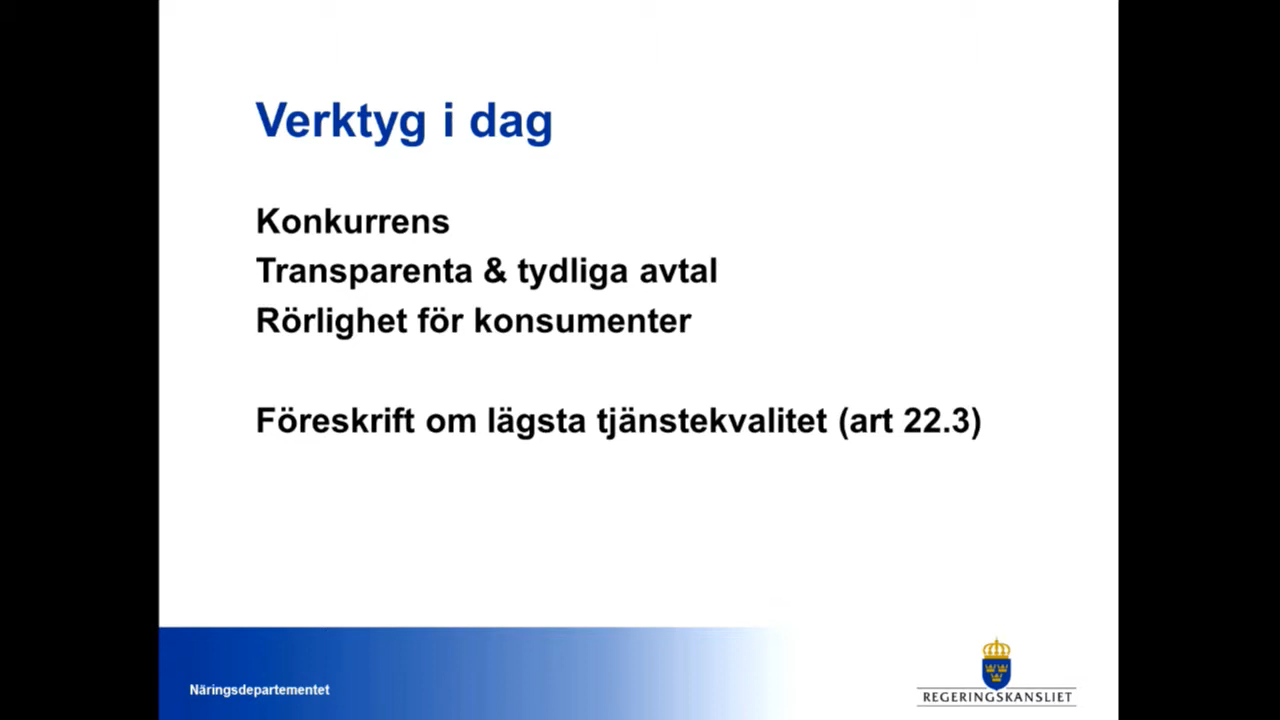 Verktyg i dag
Konkurrens
Transparenta & tydliga avtal
Rörlighet för konsumenter
Föreskrift om lägsta tjänstekvalitet (art 22.3)
Näringsdepartementet
REGERINGSKANSLIET